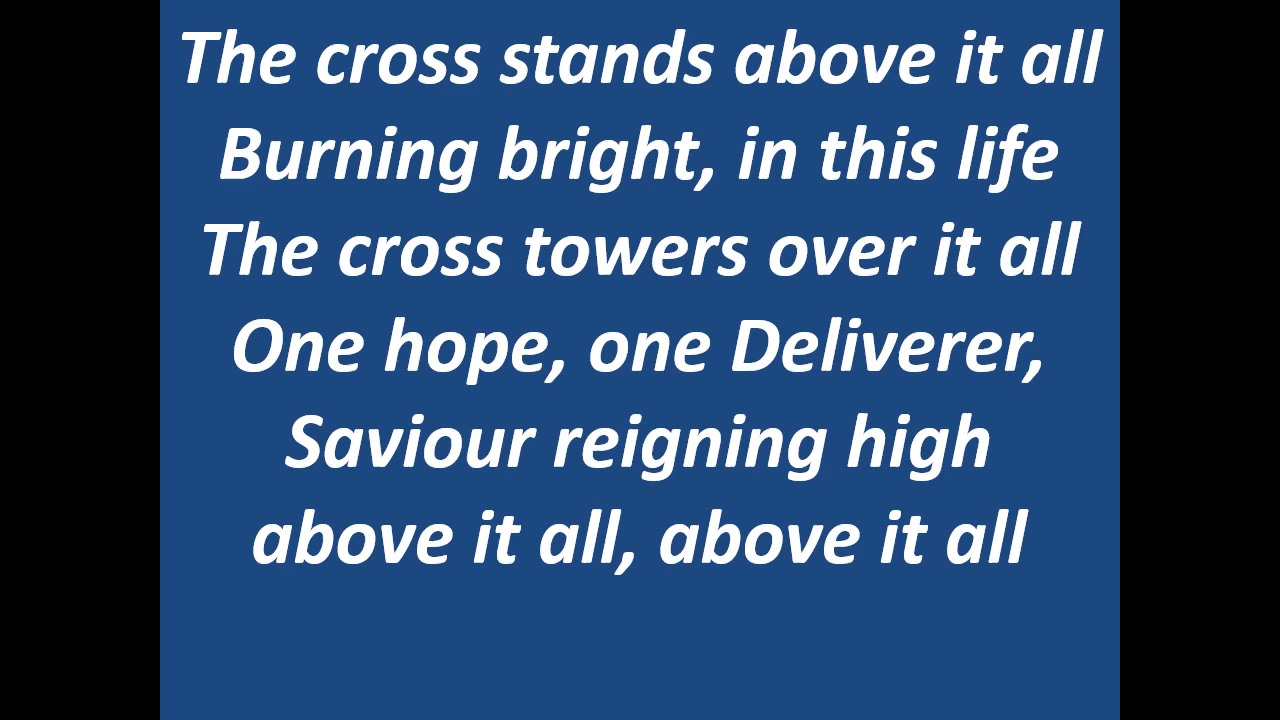 The cross stands above it all
Burning bright, in this life
The cross towers over it all
One hope, one Deliverer,
Saviour reigning high
above it all, above it all